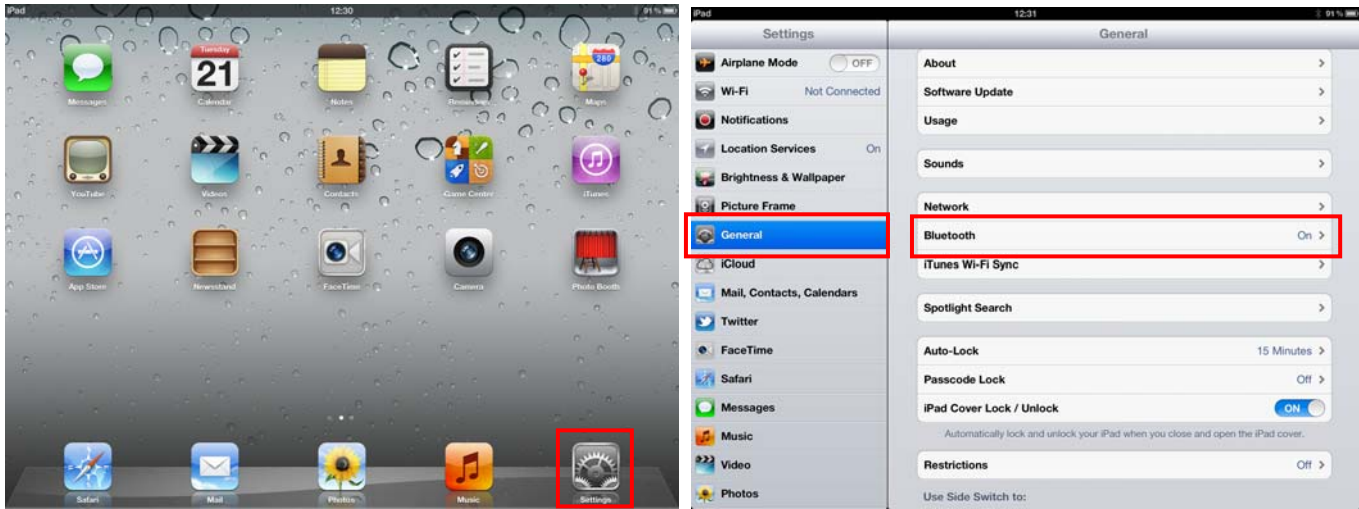 iPad 12:30 91%
Tuesday
21
280
Messages Calendar Notes Reminders Maps
YouTube Videos Contacts Game Center iTunes
App Store Newsstand FaceTime Camera Photo Booth
Safari Mail Photos Music Settings
iPad 12:31 91%
Settings
Airplane Mode OFF
Wi-Fi Not Connected
Notifications
Location Services On
Brightness & Wallpaper
Picture Frame
General
iCloud
Mail, Contacts, Calendars
Twitter
FaceTime
Safari
Messages
Music
Video
Photos
General
About
Software Update
Usage
Sounds
Network
Bluetooth On
iTunes Wi-Fi Sync
Spotlight Search
Auto-Lock 15 Minutes
Passcode Lock Off
iPad Cover Lock / Unlock ON
Automatically lock and unlock your iPad when you close and open the iPad cover.
Restrictions Off
Use Side Switch to: